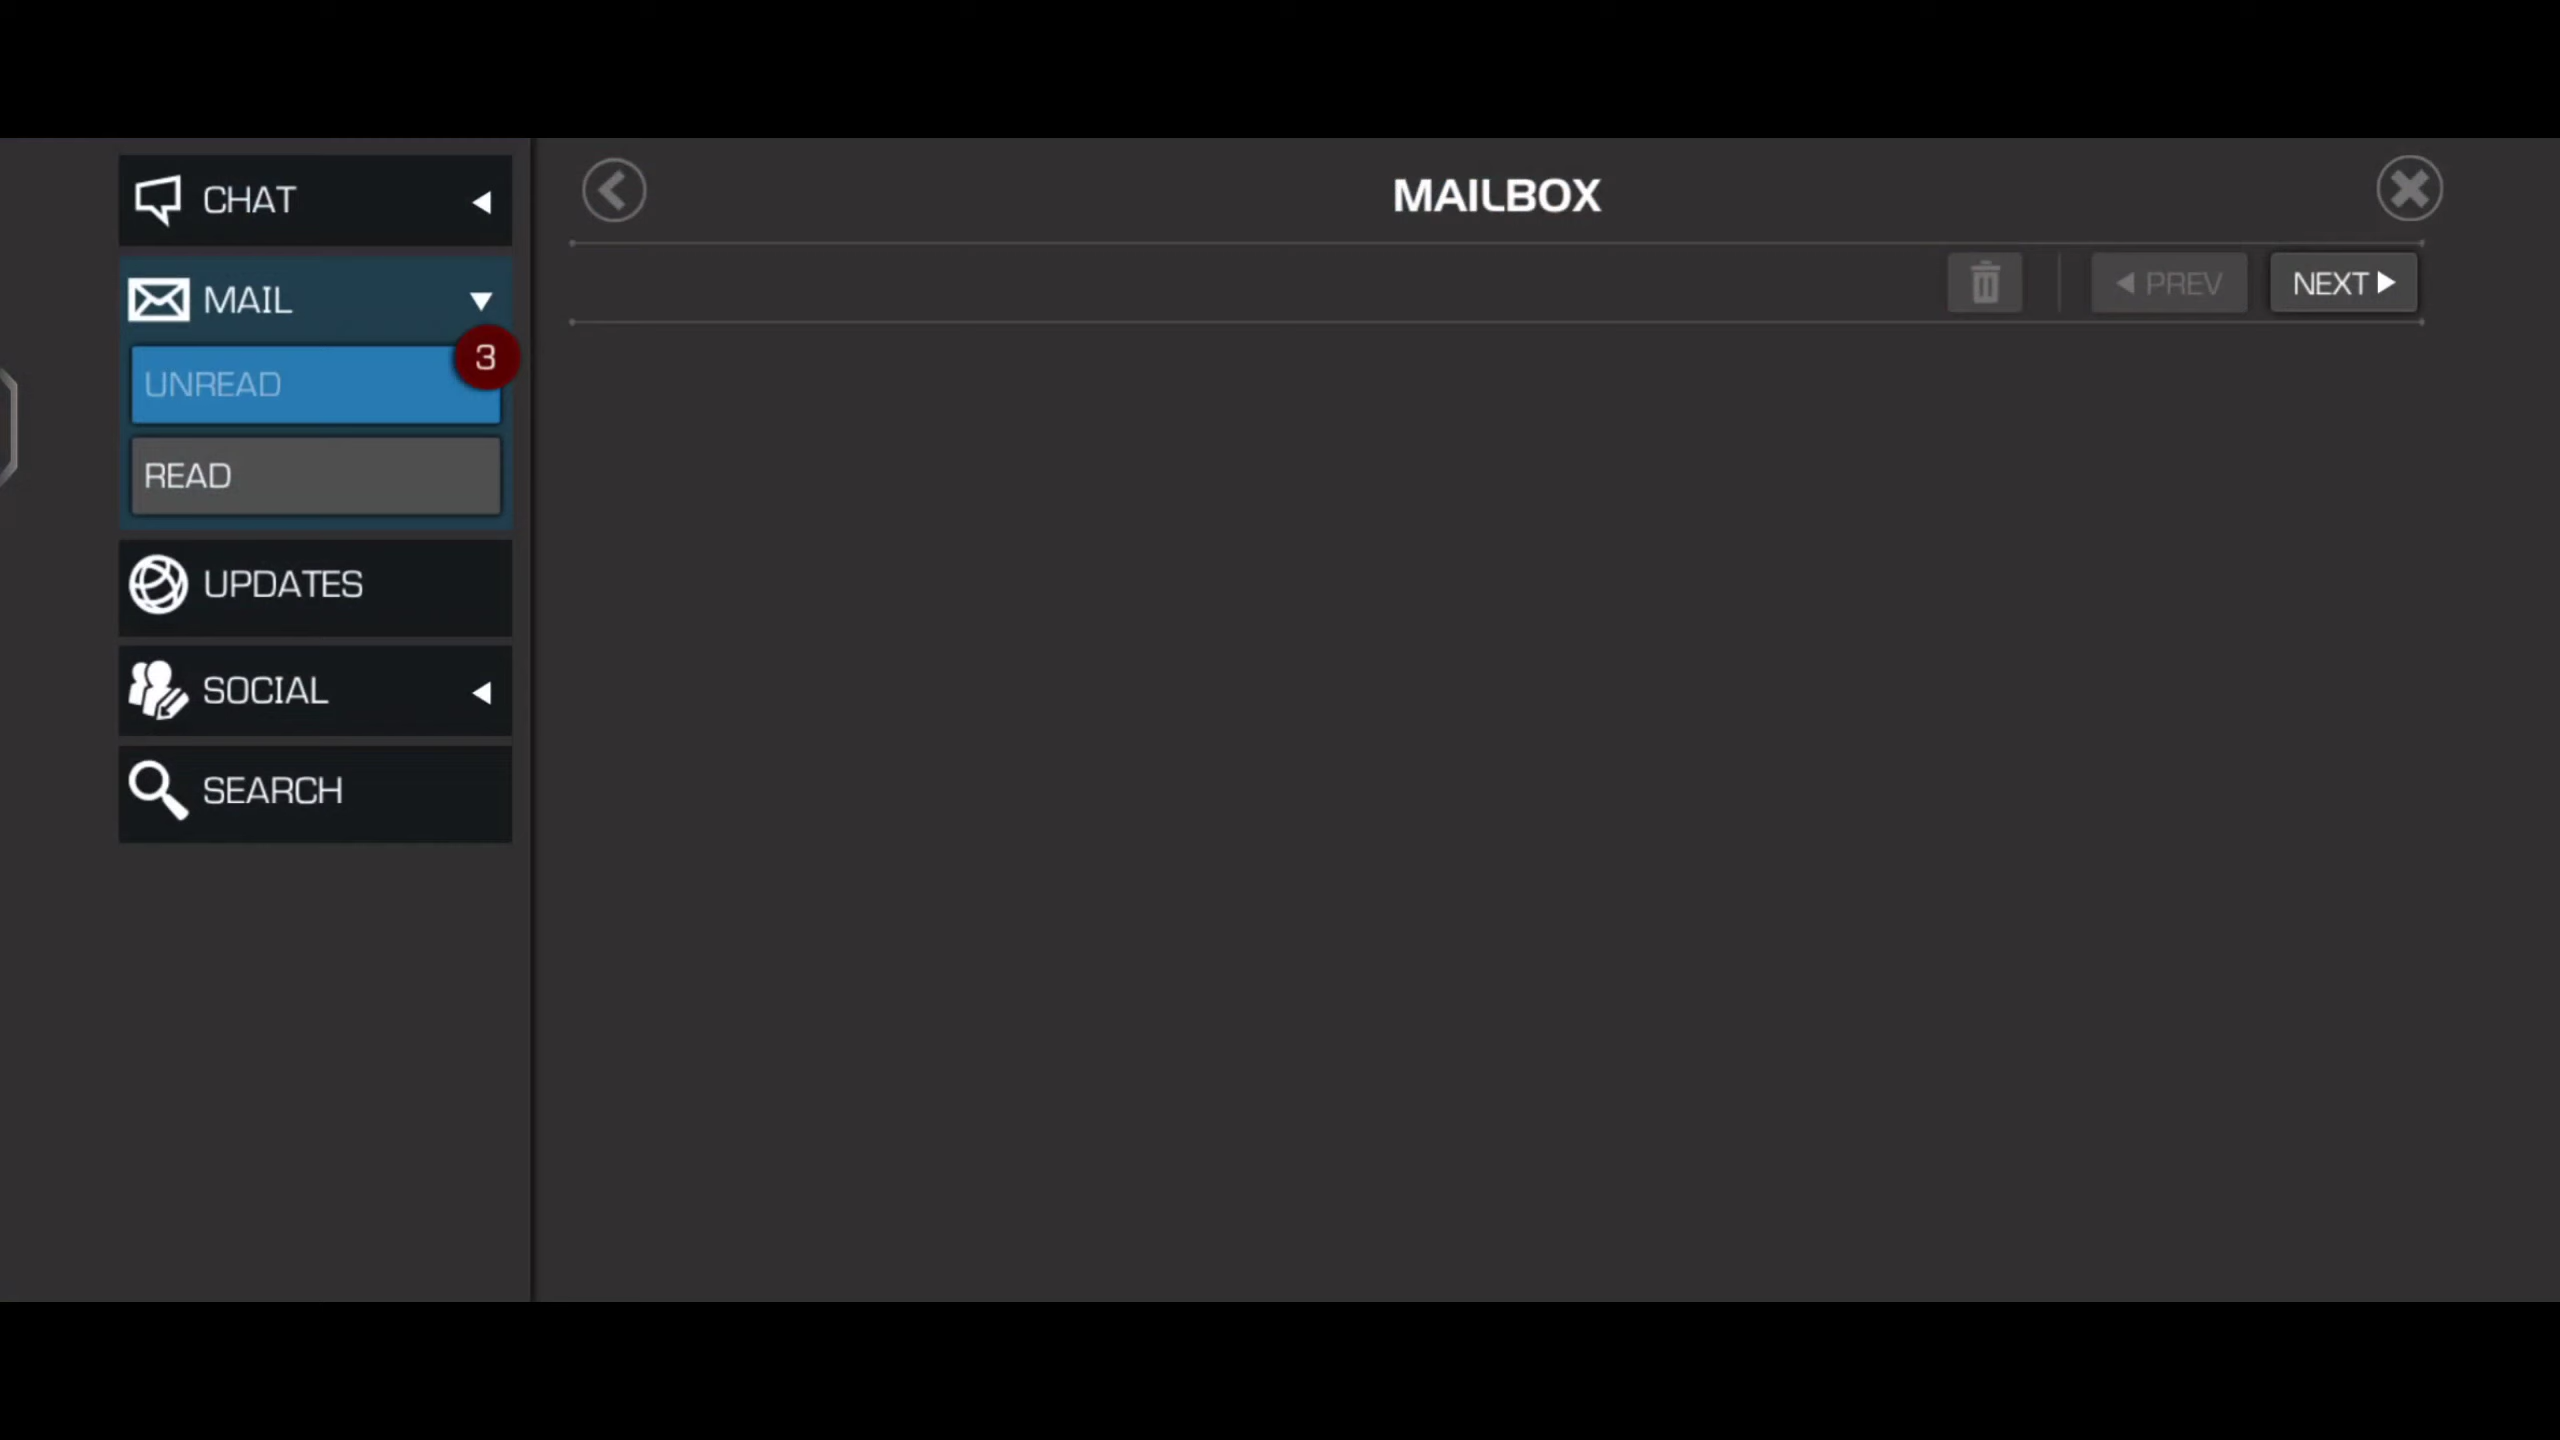 CHAT
MAIL
3
UNREAD
READ
UPDATES
SOCIAL
SEARCH
MAILBOX
PREV
NEXT